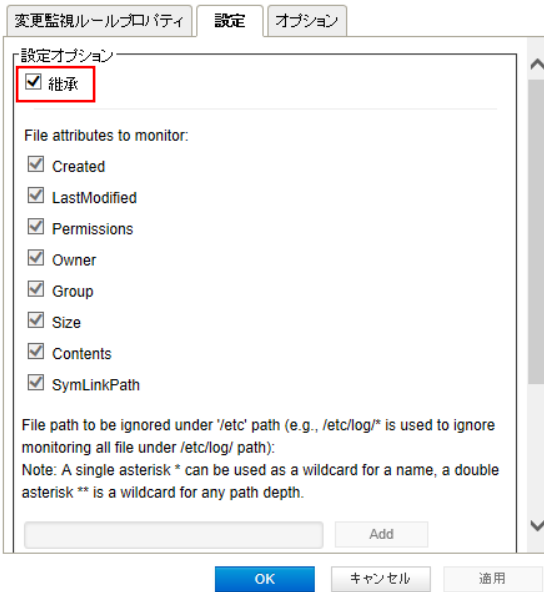 変更監視ルールプロパティ 設定 オプション
設定オプション
継承
File attributes to monitor:
Created
LastModified
Permissions
Owner
Group
Size
Contents
SymLinkPath
File path to be ignored under '/etc' path (e.g., /etc/log/* is used to ignore
monitoring all file under /etc/log/ path):
Note: A single asterisk * can be used as a wildcard for a name, a double
asterisk ** is a wildcard for any path depth.
Add
OK キャンセル 適用